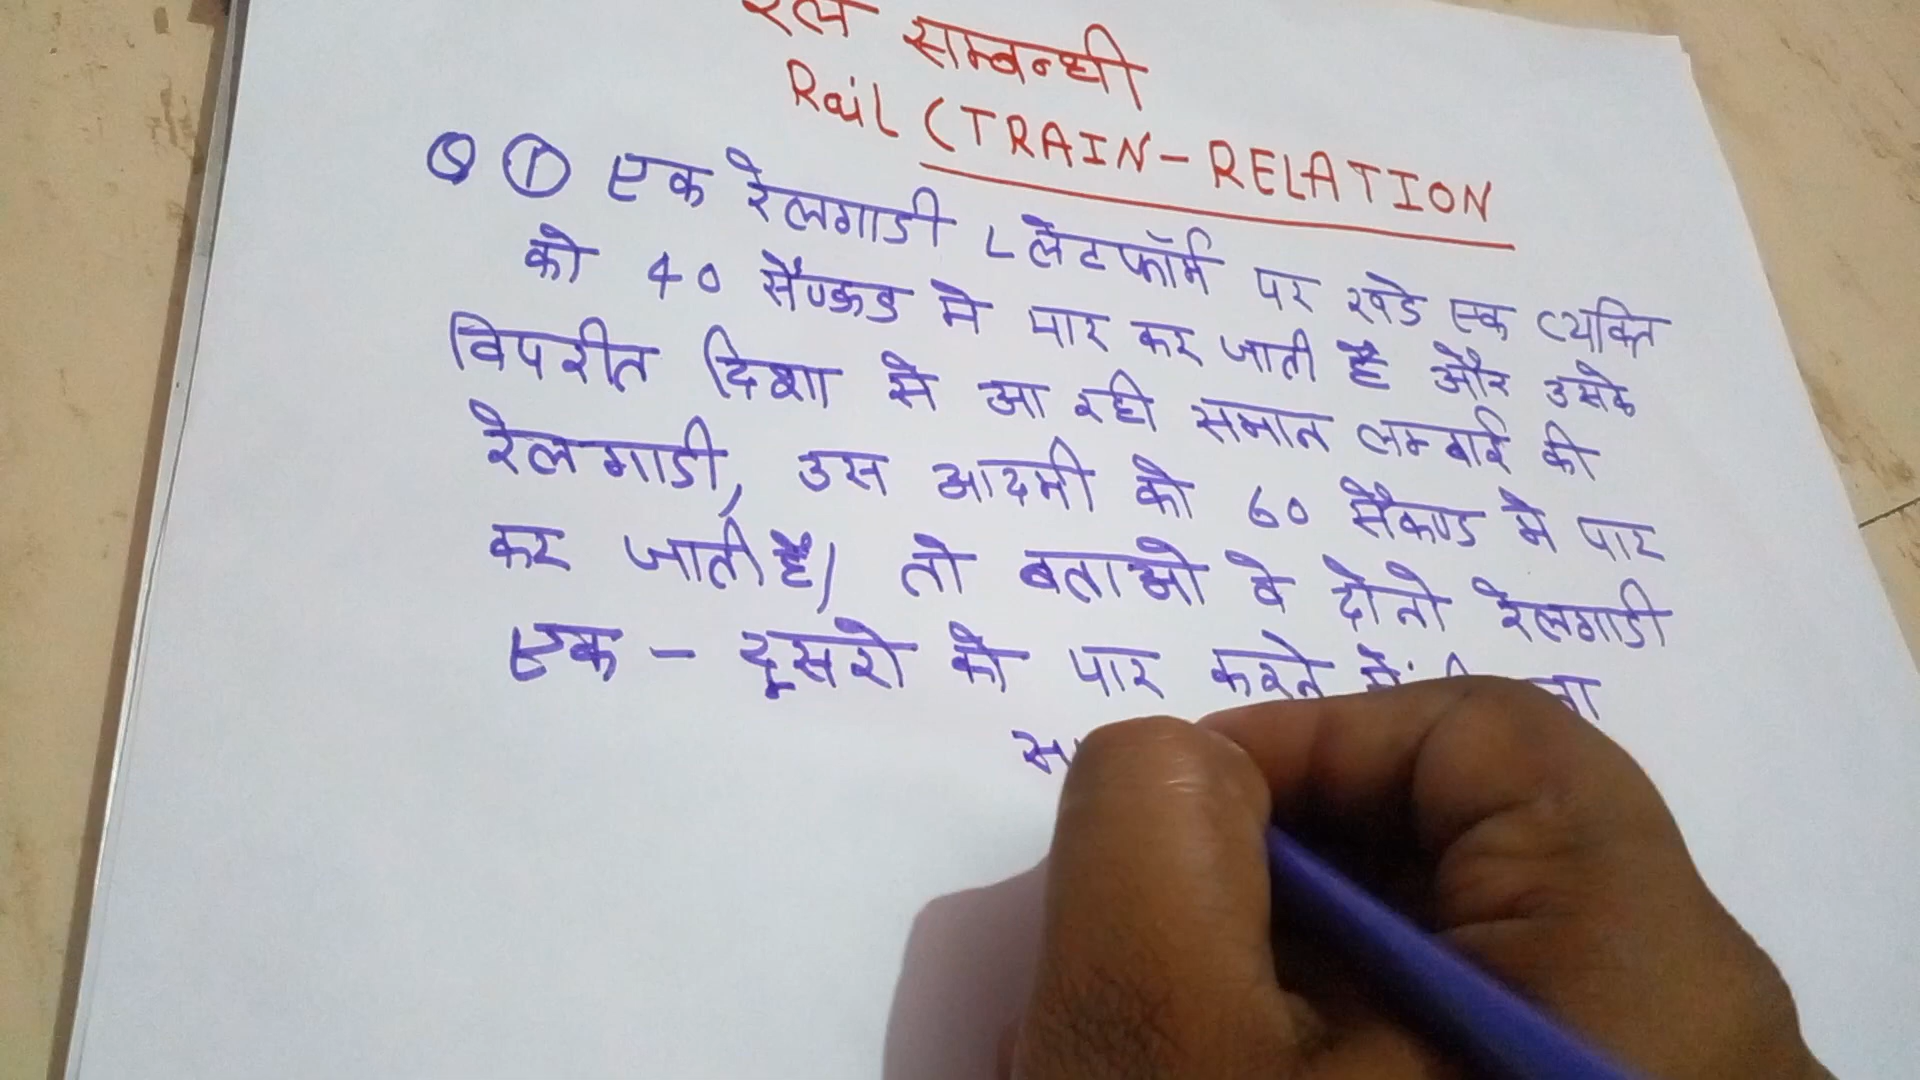 रेल सम्बन्धी
Rail (TRAIN-RELATION
Q ① एक रेलगाडी प्लेटफॉर्म पर खडे एक व्यक्ति
को 40 सैण्कड मे पार कर जाती है और उसके
विपरीत दिशा से आ रही समान लम्बाई की
रेलगाडी, उस आदमी को 60 सैकण्ड मे पार
कर जाती है। तो बताओ वे दोनो रेलगाडी
एक - दूसरो को पार करने में